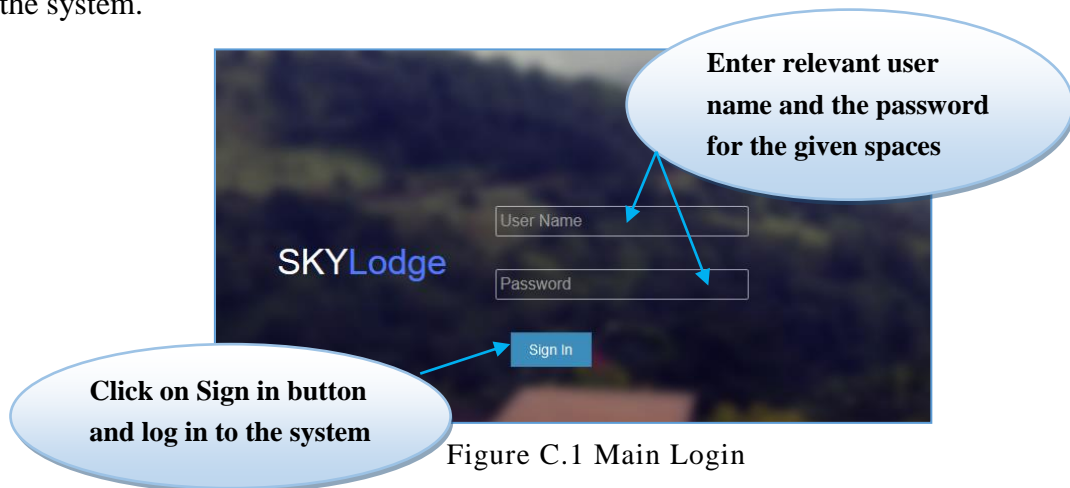 the system.
Enter relevant user
name and the password
for the given spaces
User Name
SKYLodge
Password
Sign In
Click on Sign in button
and log in to the system
Figure C.1 Main Login